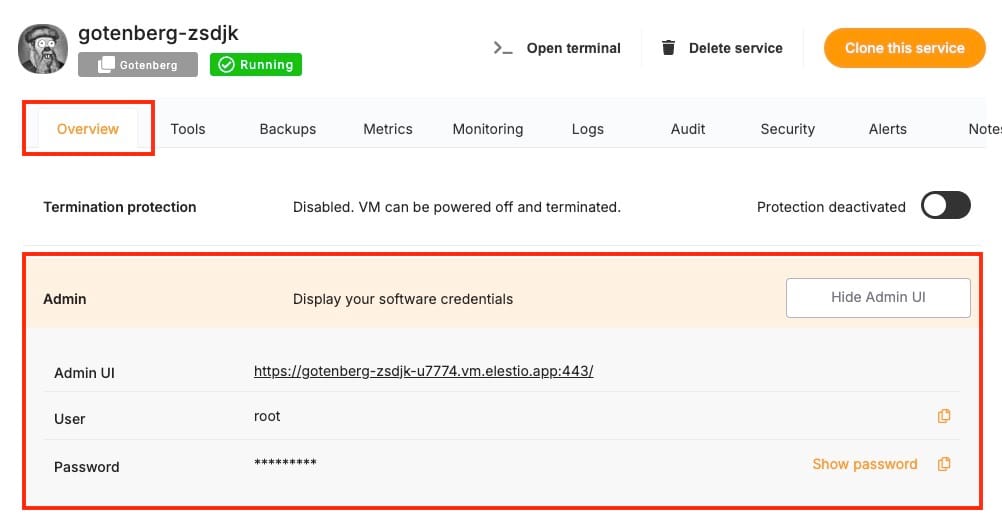 gotenberg-zsdjk
Gotenberg
Running
Open terminal
Delete service
Clone this service
Overview Tools Backups Metrics Monitoring Logs Audit Security Alerts Notes
Termination protection Disabled. VM can be powered off and terminated. Protection deactivated
Admin Display your software credentials Hide Admin UI
Admin UI https://gotenberg-zsdjk-u7774.vm.elestio.app:443/
User root
Password ********* Show password